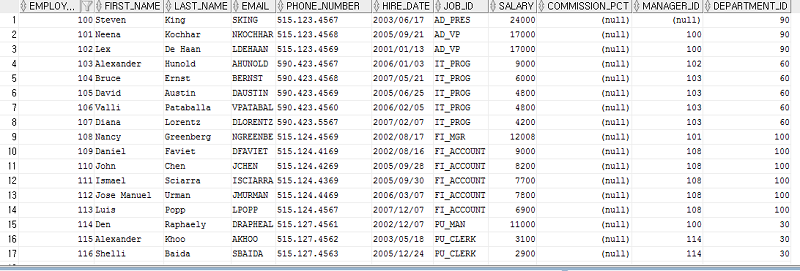 EMPLOY... FIRST_NAME LAST_NAME EMAIL PHONE_NUMBER HIRE_DATE JOB_ID SALARY COMMISSION_PCT MANAGER_ID DEPARTMENT_ID
1 100 Steven King SKING 515.123.4567 2003/06/17 AD_PRES 24000 (null) (null) 90
2 101 Neena Kochhar NKOCHHAR 515.123.4568 2005/09/21 AD_VP 17000 (null) 100 90
3 102 Lex De Haan LDEHAAN 515.123.4569 2001/01/13 AD_VP 17000 (null) 100 90
4 103 Alexander Hunold AHUNOLD 590.423.4567 2006/01/03 IT_PROG 9000 (null) 102 60
5 104 Bruce Ernst BERNST 590.423.4568 2007/05/21 IT_PROG 6000 (null) 103 60
6 105 David Austin DAUSTIN 590.423.4569 2005/06/25 IT_PROG 4800 (null) 103 60
7 106 Valli Pataballa VPATABAL 590.423.4560 2006/02/05 IT_PROG 4800 (null) 103 60
8 107 Diana Lorentz DLORENTZ 590.423.5567 2007/02/07 IT_PROG 4200 (null) 103 60
9 108 Nancy Greenberg NGREENBE 515.124.4569 2002/08/17 FI_MGR 12008 (null) 101 100
10 109 Daniel Faviet DFAVIET 515.124.4169 2002/08/16 FI_ACCOUNT 9000 (null) 108 100
11 110 John Chen JCHEN 515.124.4269 2005/09/28 FI_ACCOUNT 8200 (null) 108 100
12 111 Ismael Sciarra ISCIARRA 515.124.4369 2005/09/30 FI_ACCOUNT 7700 (null) 108 100
13 112 Jose Manuel Urman JMURMAN 515.124.4469 2006/03/07 FI_ACCOUNT 7800 (null) 108 100
14 113 Luis Popp LPOPP 515.124.4567 2007/12/07 FI_ACCOUNT 6900 (null) 108 100
15 114 Den Raphaely DRAPHEAL 515.127.4561 2002/12/07 PU_MAN 11000 (null) 100 30
16 115 Alexander Khoo AKHOO 515.127.4562 2003/05/18 PU_CLERK 3100 (null) 114 30
17 116 Shelli Baida SBAIDA 515.127.4563 2005/12/24 PU_CLERK 2900 (null) 114 30